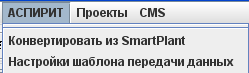 АСПИРИТ Проекты CMS
Конвертировать из SmartPlant
Настройки шаблона передачи данных